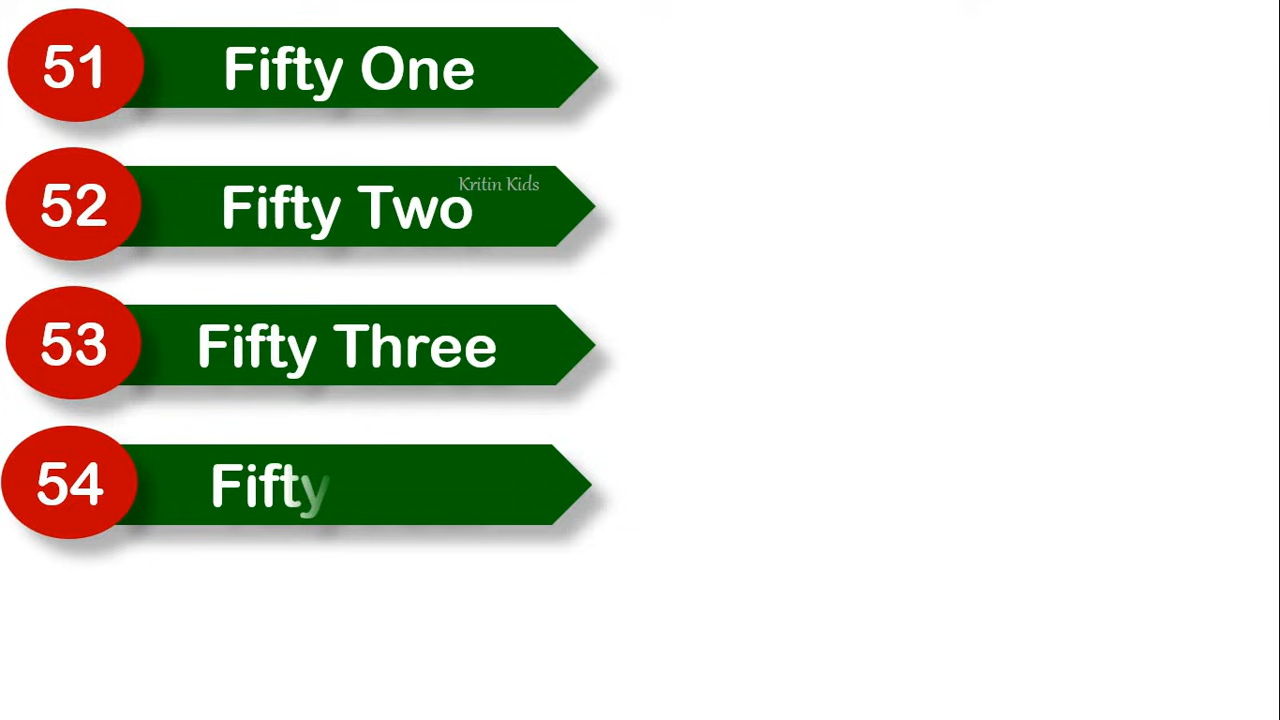 51 Fifty One
Kritin Kids
52 Fifty Two
53 Fifty Three
54 Fifty